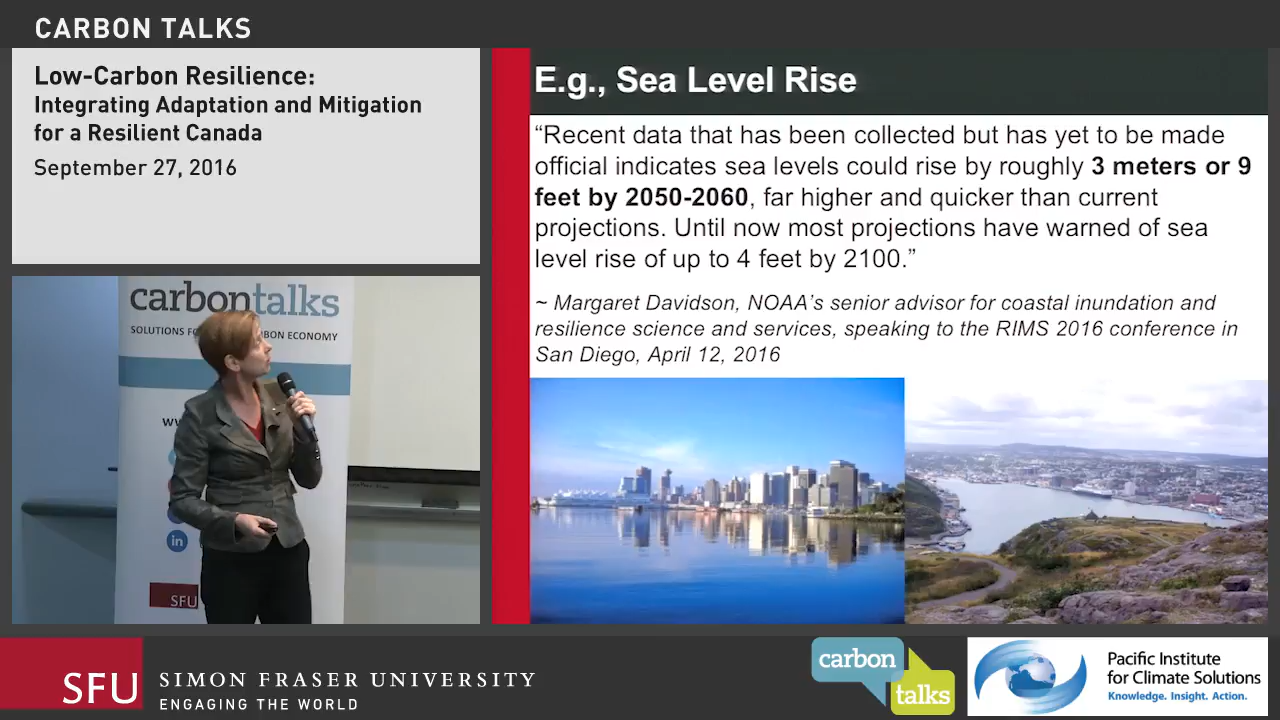 CARBON TALKS
Low-Carbon Resilience:
Integrating Adaptation and Mitigation
for a Resilient Canada
September 27, 2016
E.g., Sea Level Rise
“Recent data that has been collected but has yet to be made
official indicates sea levels could rise by roughly 3 meters or 9
feet by 2050-2060, far higher and quicker than current
projections. Until now most projections have warned of sea
level rise of up to 4 feet by 2100.”
~ Margaret Davidson, NOAA's senior advisor for coastal inundation and
resilience science and services, speaking to the RIMS 2016 conference in
San Diego, April 12, 2016
carbontalks
SOLUTIONS
ECONOMY
in
SFU
SFU SIMON FRASER UNIVERSITY
ENGAGING THE WORLD
carbon
talks
Pacific Institute
for Climate Solutions
Knowledge. Insight. Action.